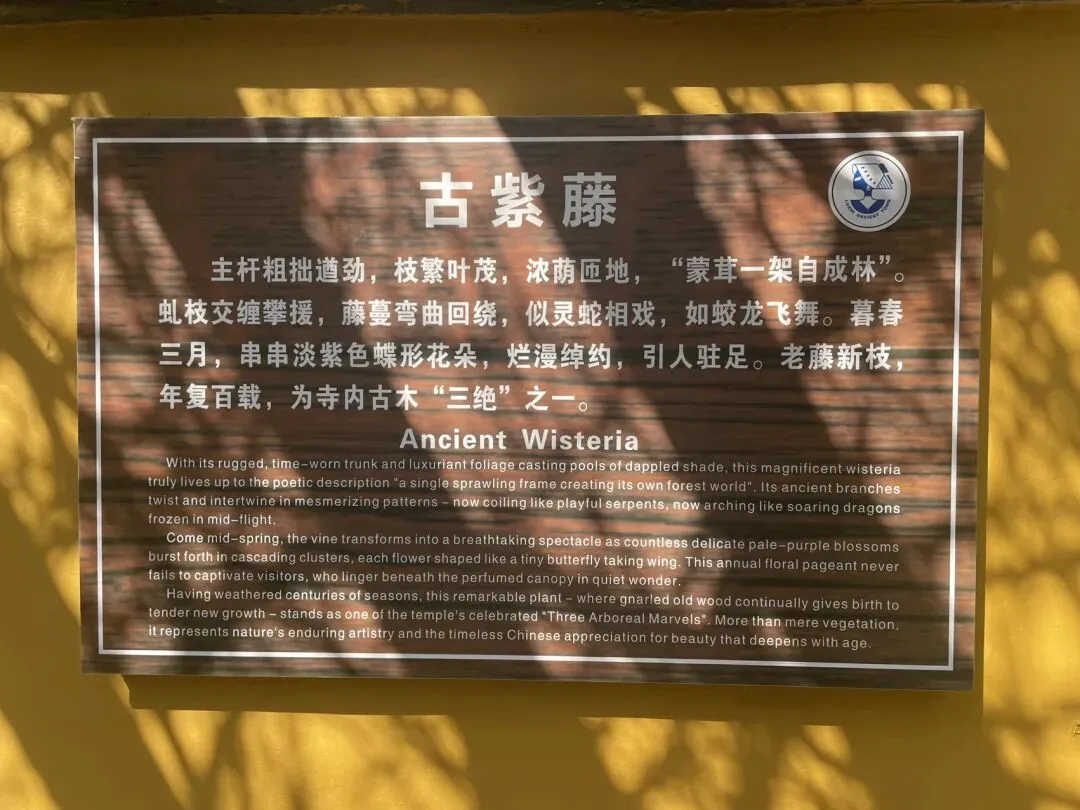 古紫藤
LUZHI ANCIENT TOWN
主杆粗拙遒劲，枝繁叶茂，浓荫匝地，“蒙茸一架自成林”。
虬枝交缠攀援，藤蔓弯曲回绕，似灵蛇相戏，如蛟龙飞舞。暮春
三月，串串淡紫色蝶形花朵，烂漫绰约，引人驻足。老藤新枝，
年复百载，为寺内古木“三绝”之一。
Ancient Wisteria
With its rugged, time-worn trunk and luxuriant foliage casting pools of dappled shade, this magnificent wisteria
truly lives up to the poetic description "a single sprawling frame creating its own forest world". Its ancient branches
twist and intertwine in mesmerizing patterns - now coiling like playful serpents, now arching like soaring dragons
frozen in mid-flight.
Come mid-spring, the vine transforms into a breathtaking spectacle as countless delicate pale-purple blossoms
burst forth in cascading clusters, each flower shaped like a tiny butterfly taking wing. This annual floral pageant never
fails to captivate visitors, who linger beneath the perfumed canopy in quiet wonder.
Having weathered centuries of seasons, this remarkable plant - where gnarled old wood continually gives birth to
tender new growth - stands as one of the temple's celebrated "Three Arboreal Marvels". More than mere vegetation,
it represents nature's enduring artistry and the timeless Chinese appreciation for beauty that deepens with age.